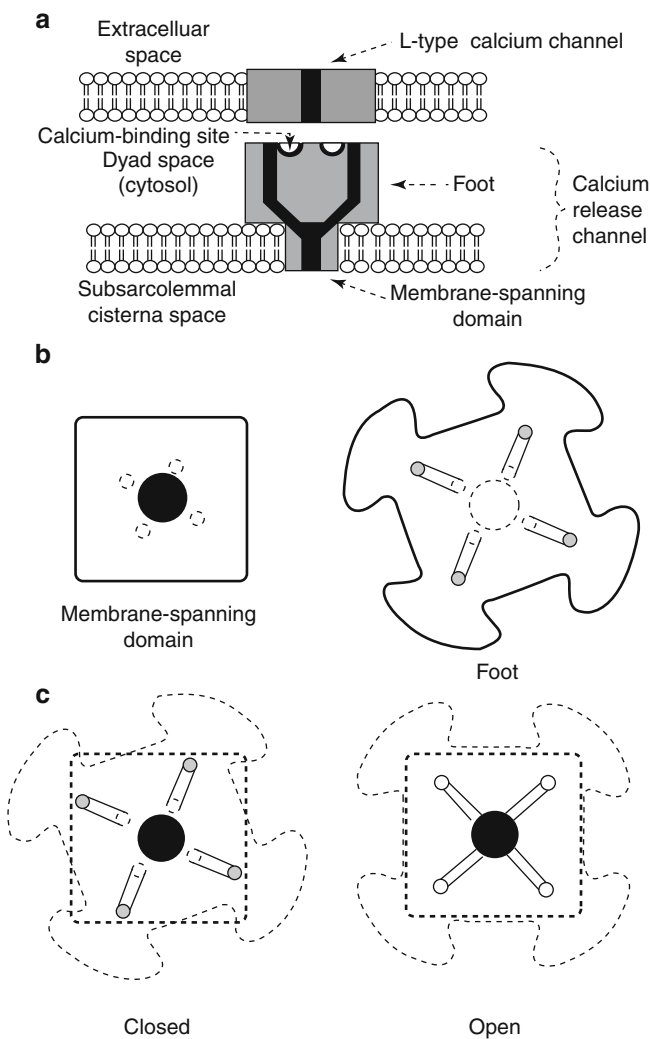 a
Extracelluar
space
L-type calcium channel
Calcium-binding site
Dyad space
(cytosol)
Foot
Calcium
release
channel
Subsarcolemmal
cisterna space
Membrane-spanning
domain
b
Membrane-spanning
domain
Foot
c
Closed
Open